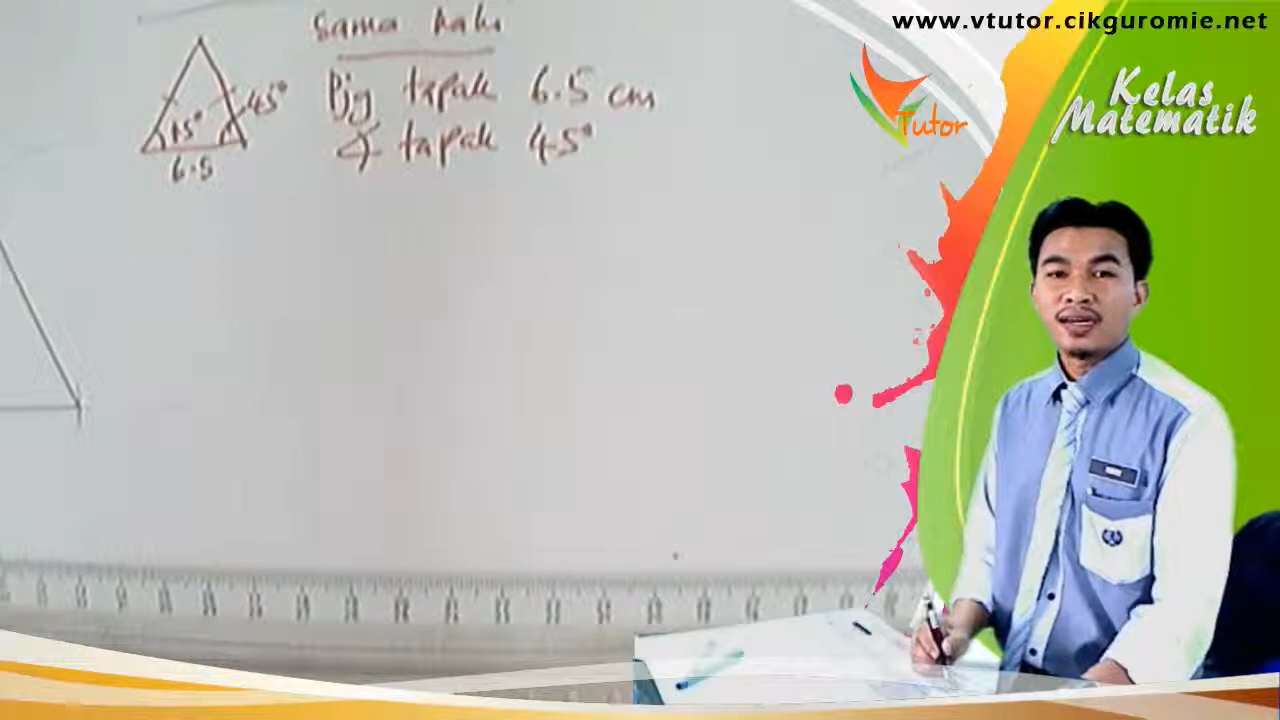 www.vtutor.cikguromie.net
Kelas
Matematik
Tutor
sama kaki
Pjg tapak 6.5 cm
∡ tapak 45°
45°
45°
6.5